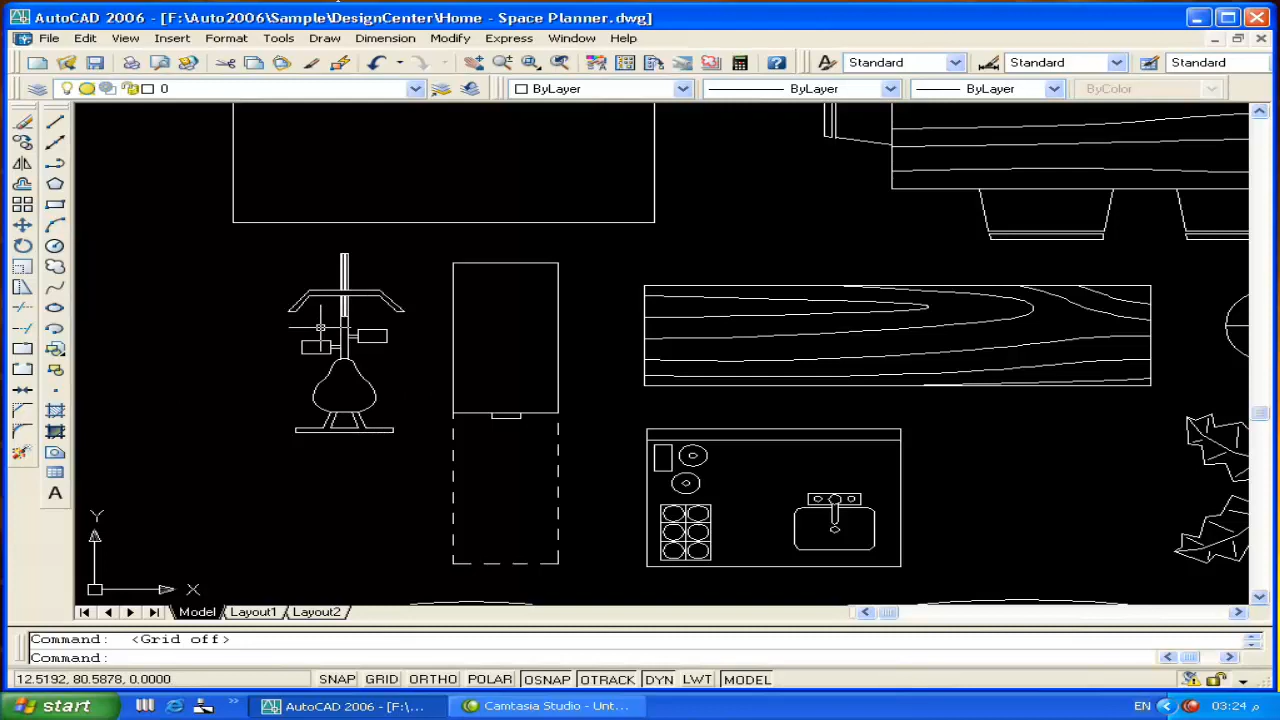 AutoCAD 2006 - [F:\Auto2006\Sample\DesignCenter\Home - Space Planner.dwg]
File Edit View Insert Format Tools Draw Dimension Modify Express Window Help
Standard Standard Standard
0 ByLayer ByLayer ByLayer ByColor
A
Y
X
Model Layout1 Layout2
Command: <Grid off>
Command:
12.5192, 80.5878, 0.0000 SNAP GRID ORTHO POLAR OSNAP OTRACK DYN LWT MODEL
start AutoCAD 2006 - [F:\... Camtasia Studio - Unt... EN 03:24 م